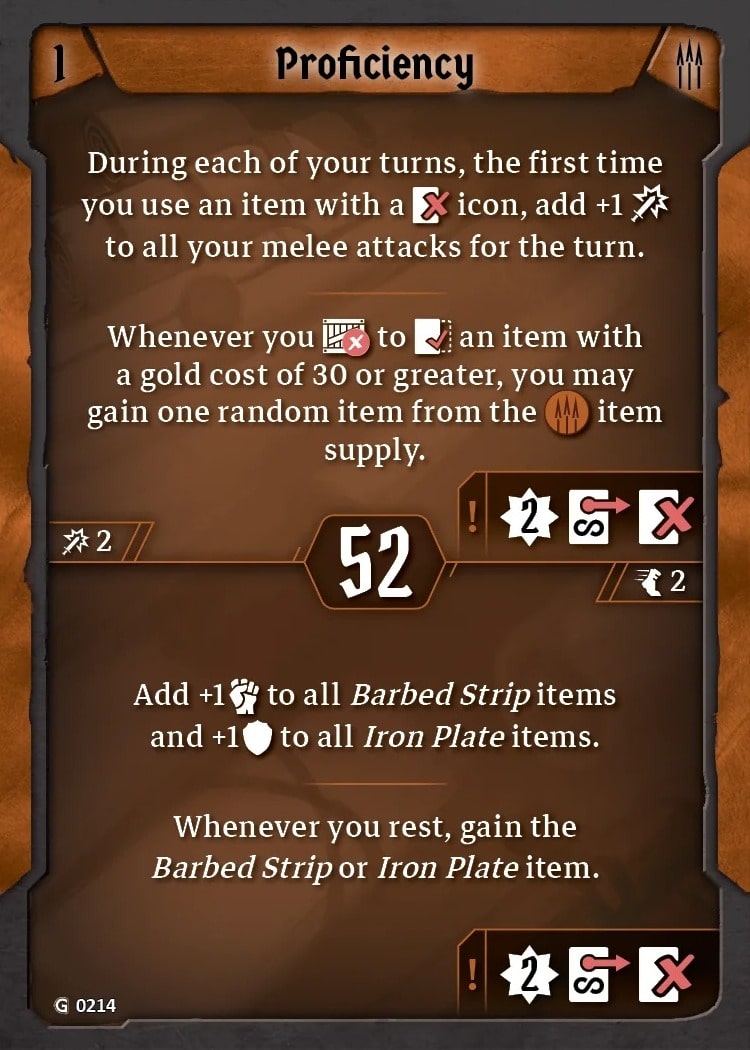 1
Proficiency
During each of your turns, the first time
you use an item with a icon, add +1
to all your melee attacks for the turn.
Whenever you to an item with
a gold cost of 30 or greater, you may
gain one random item from the item
supply.
! 2
2
52
2
Add +1 to all Barbed Strip items
and +1 to all Iron Plate items.
Whenever you rest, gain the
Barbed Strip or Iron Plate item.
! 2
G 0214